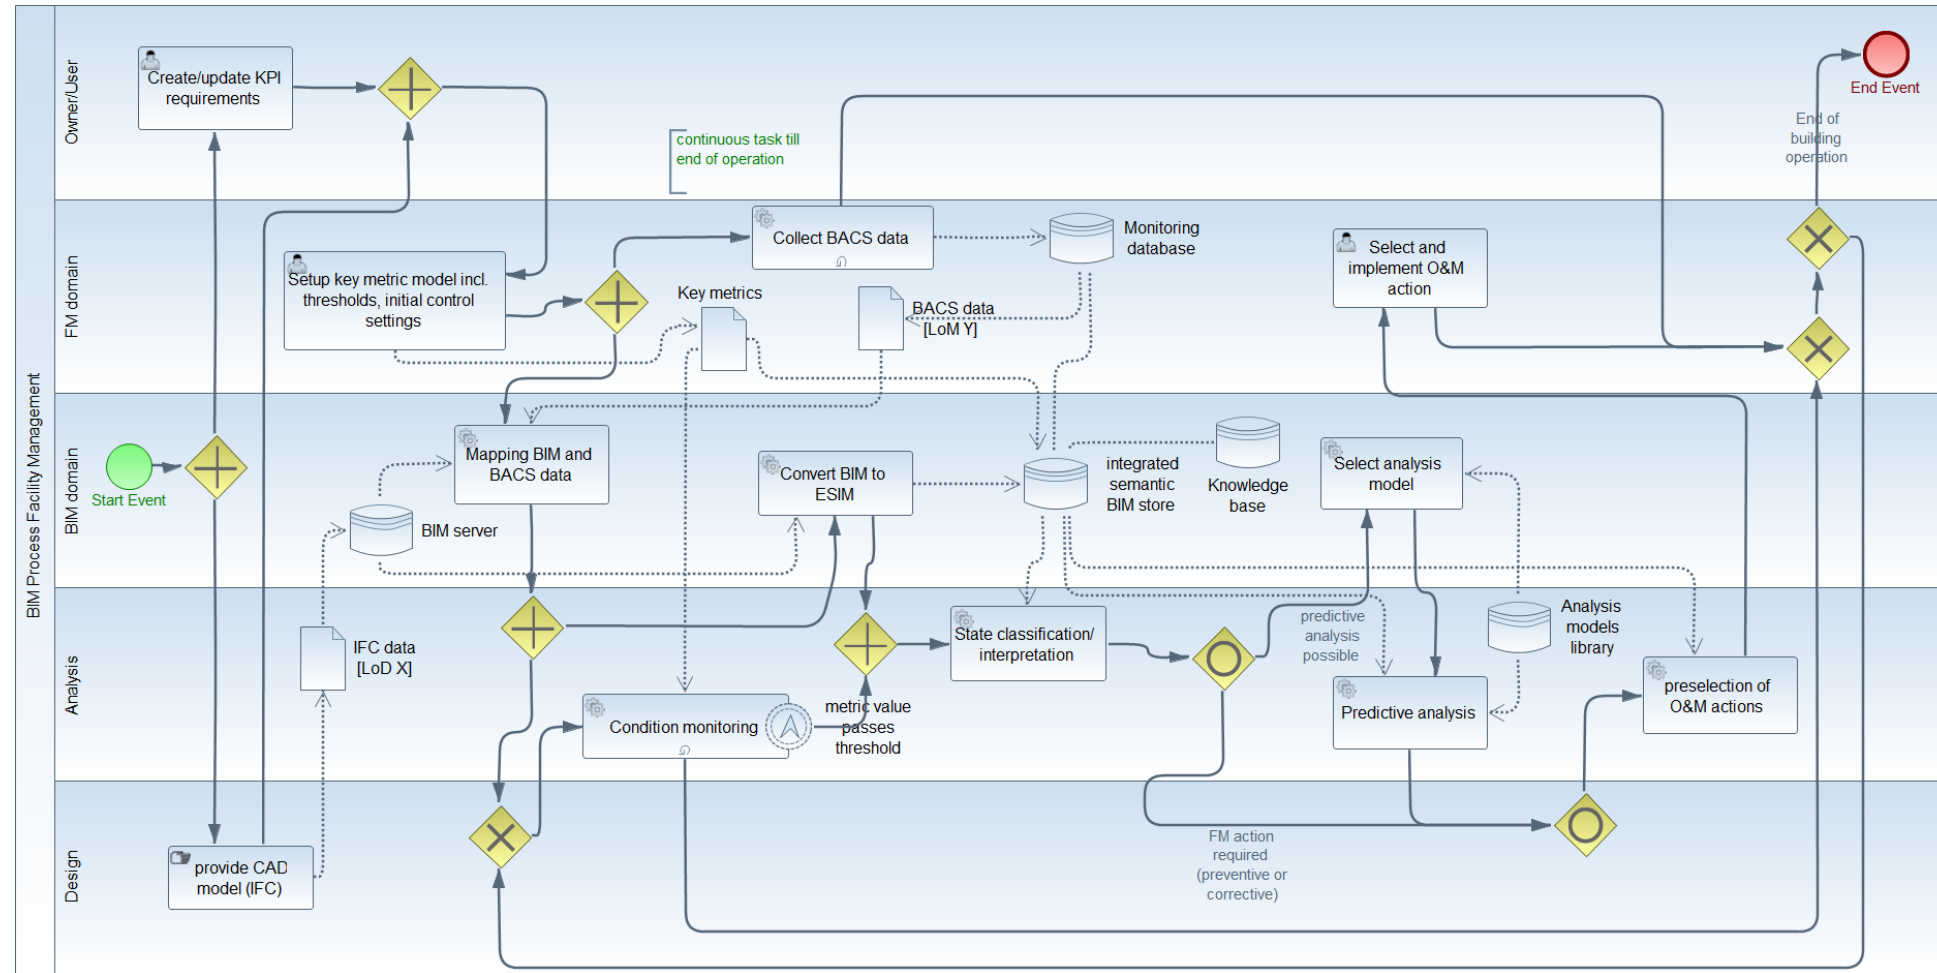 BIM Process Facility Management
Owner/User
Create/update KPI
requirements
continuous task till
end of operation
End Event
End of
building
operation
FM domain
Setup key metric model incl.
thresholds, initial control
settings
Key metrics
Collect BACS data
Monitoring
database
BACS data
[LoM Y]
Select and
implement O&M
action
BIM domain
Start Event
Mapping BIM and
BACS data
BIM server
Convert BIM to
ESIM
integrated
semantic
BIM store
Knowledge
base
Select analysis
model
Analysis
IFC data
[LoD X]
Condition monitoring
metric value
passes
threshold
State classification/
interpretation
predictive
analysis
possible
Predictive analysis
Analysis
models
library
preselection of
O&M actions
Design
provide CAD
model (IFC)
FM action
required
(preventive or
corrective)